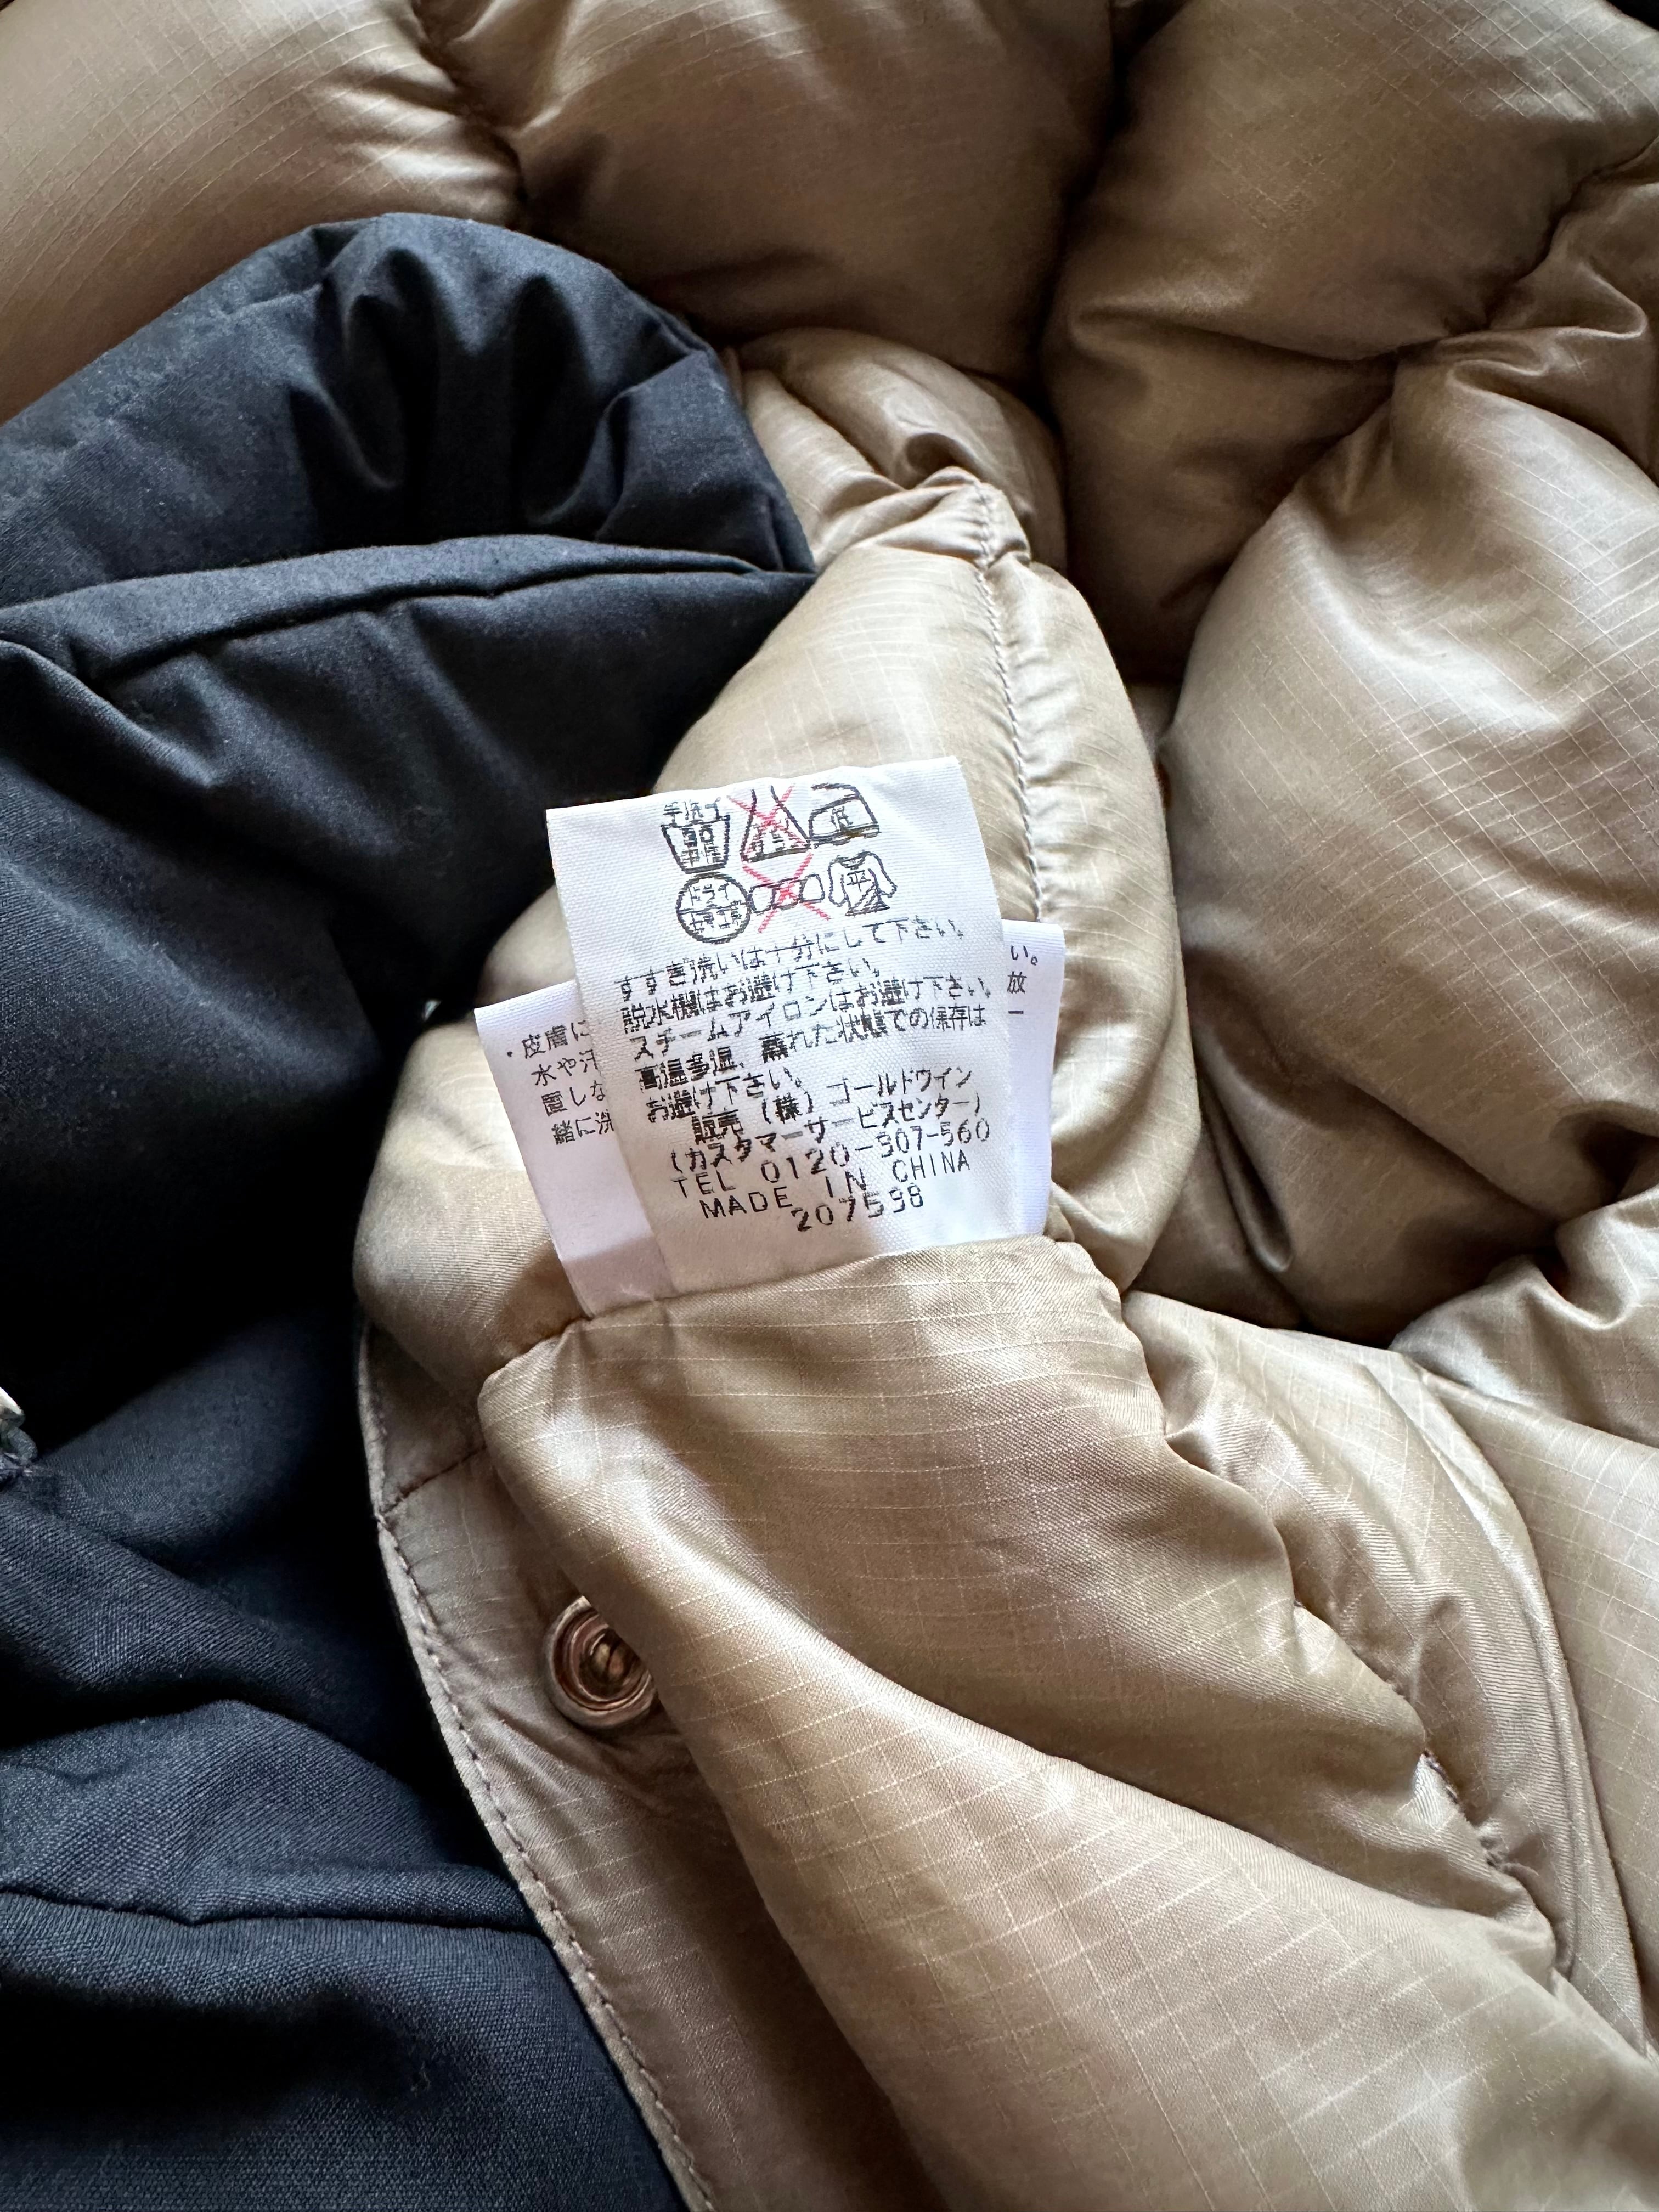 手洗イ
30
中性
低
ドライ
平
すすぎ洗いは十分にして下さい。
脱水機はお避け下さい。
スチームアイロンはお避け下さい。
高温多湿、蒸れた状態での保存は
お避け下さい。
販売 (株) ゴールドウイン
(カスタマーサービスセンター)
TEL 0120-307-560
MADE IN CHINA
207598
・皮膚に
水や汗
置しな
緒に洗
い。
放
ー